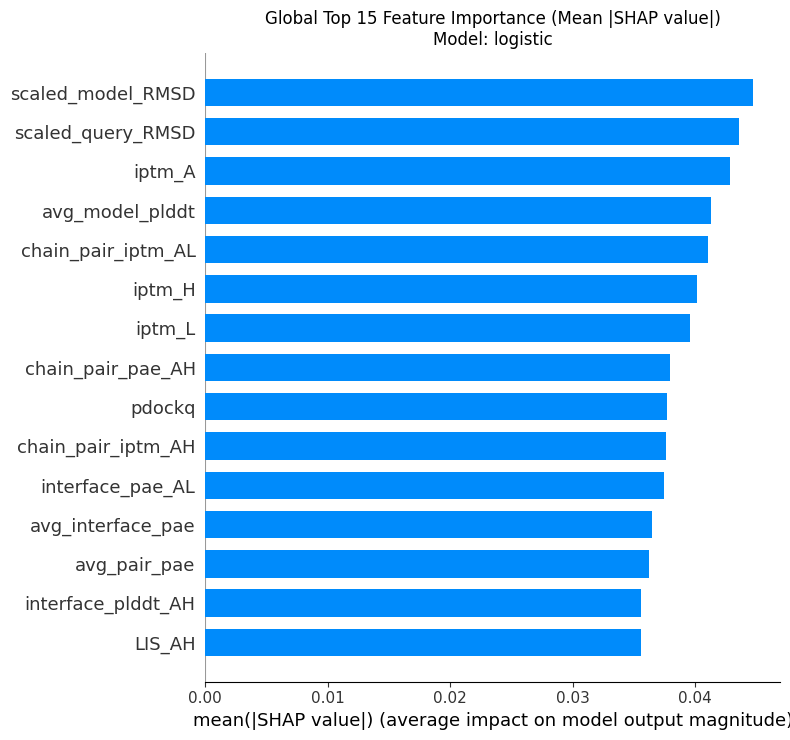 Global Top 15 Feature Importance (Mean |SHAP value|)
Model: logistic
scaled_model_RMSD
scaled_query_RMSD
iptm_A
avg_model_plddt
chain_pair_iptm_AL
iptm_H
iptm_L
chain_pair_pae_AH
pdockq
chain_pair_iptm_AH
interface_pae_AL
avg_interface_pae
avg_pair_pae
interface_plddt_AH
LIS_AH
0.00 0.01 0.02 0.03 0.04
mean(|SHAP value|) (average impact on model output magnitude)